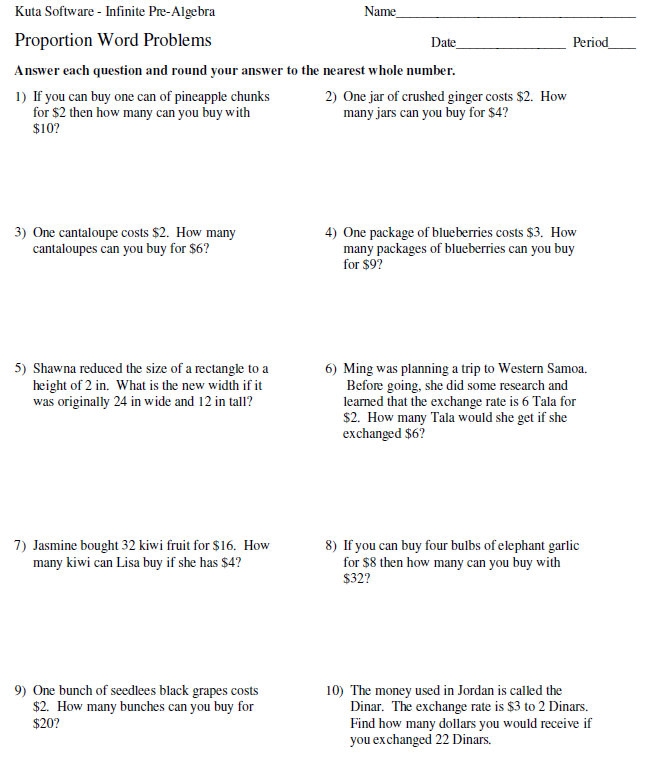 Kuta Software - Infinite Pre-Algebra
Name___________________________________
Proportion Word Problems
Date________________ Period____
Answer each question and round your answer to the nearest whole number.
1) If you can buy one can of pineapple chunks
for $2 then how many can you buy with
$10?
2) One jar of crushed ginger costs $2. How
many jars can you buy for $4?
3) One cantaloupe costs $2. How many
cantaloupes can you buy for $6?
4) One package of blueberries costs $3. How
many packages of blueberries can you buy
for $9?
5) Shawna reduced the size of a rectangle to a
height of 2 in. What is the new width if it
was originally 24 in wide and 12 in tall?
6) Ming was planning a trip to Western Samoa.
Before going, she did some research and
learned that the exchange rate is 6 Tala for
$2. How many Tala would she get if she
exchanged $6?
7) Jasmine bought 32 kiwi fruit for $16. How
many kiwi can Lisa buy if she has $4?
8) If you can buy four bulbs of elephant garlic
for $8 then how many can you buy with
$32?
9) One bunch of seedlees black grapes costs
$2. How many bunches can you buy for
$20?
10) The money used in Jordan is called the
Dinar. The exchange rate is $3 to 2 Dinars.
Find how many dollars you would receive if
you exchanged 22 Dinars.